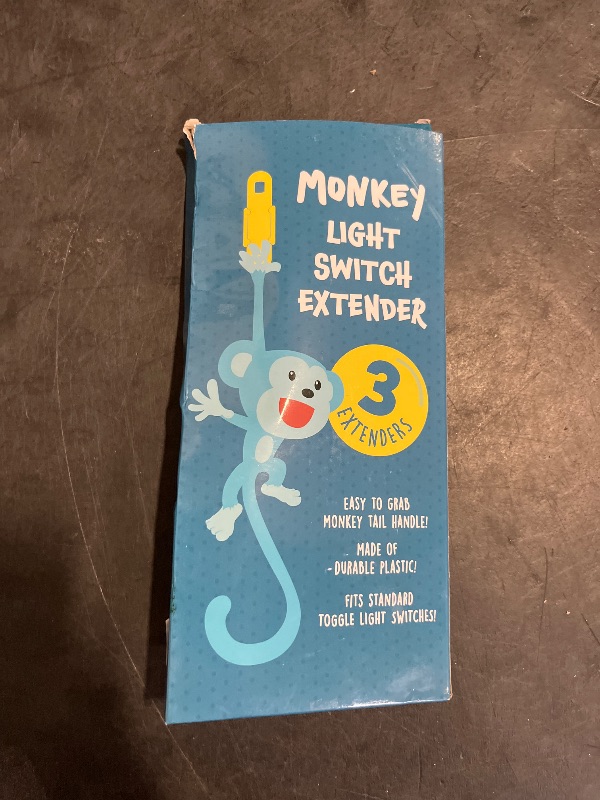 MONKEY
LIGHT
SWITCH
EXTENDER
3
EXTENDERS
EASY TO GRAB
MONKEY TAIL HANDLE!
MADE OF
DURABLE PLASTIC!
FITS STANDARD
TOGGLE LIGHT SWITCHES!